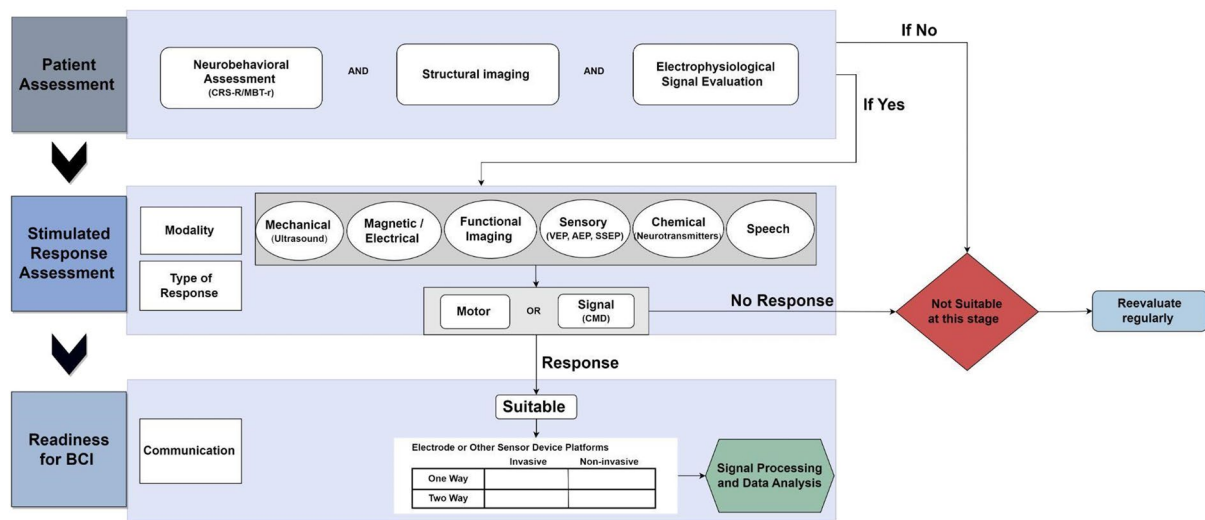 Patient
Assessment
Neurobehavioral
Assessment
(CRS-R/MBT-r)
AND
Structural imaging
AND
Electrophysiological
Signal Evaluation
If No
If Yes
Stimulated
Response
Assessment
Modality
Type of
Response
Mechanical
(Ultrasound)
Magnetic /
Electrical
Functional
Imaging
Sensory
(VEP, AEP, SSEP)
Chemical
(Neurotransmitters)
Speech
Motor
OR
Signal
(CMD)
No Response
Not Suitable
at this stage
Reevaluate
regularly
Response
Readiness
for BCI
Communication
Suitable
Electrode or Other Sensor Device Platforms
Invasive Non-invasive
One Way
Two Way
Signal Processing
and Data Analysis